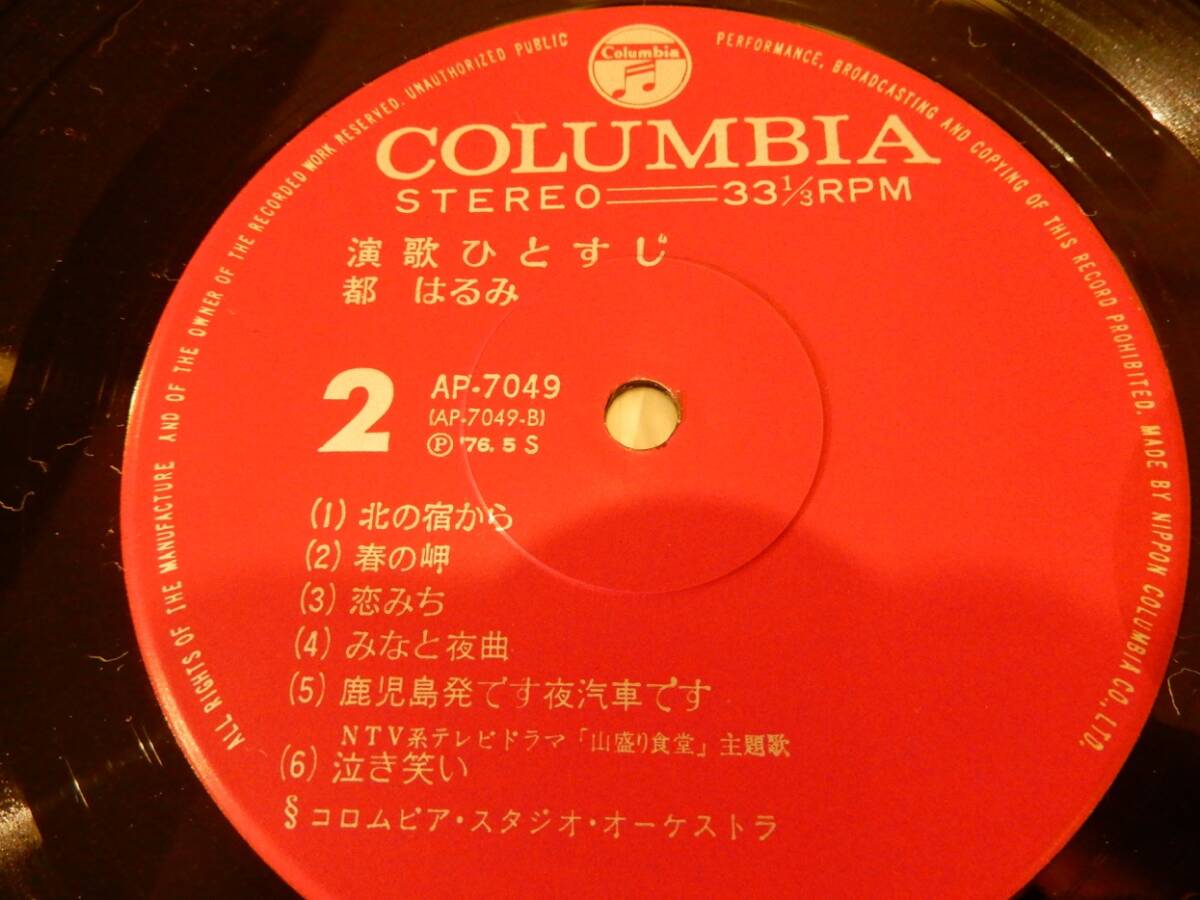 Columbia
ALL RIGHTS OF THE MANUFACTURE AND OF THE OWNER OF THE RECORDED WORK RESERVED. UNAUTHORIZED PUBLIC PERFORMANCE, BROADCASTING AND COPYING OF THIS RECORD PROHIBITED. MADE BY NIPPON COLUMBIA CO., LTD.
COLUMBIA
STEREO 33 1/3 RPM
演歌ひとすじ
都 はるみ
2
AP-7049
(AP-7049-B)
Ⓟ '76. 5 S
(1) 北の宿から
(2) 春の岬
(3) 恋みち
(4) みなと夜曲
(5) 鹿児島発です夜汽車です
NTV系テレビドラマ「山盛り食堂」主題歌
(6) 泣き笑い
§ コロムビア・スタジオ・オーケストラ